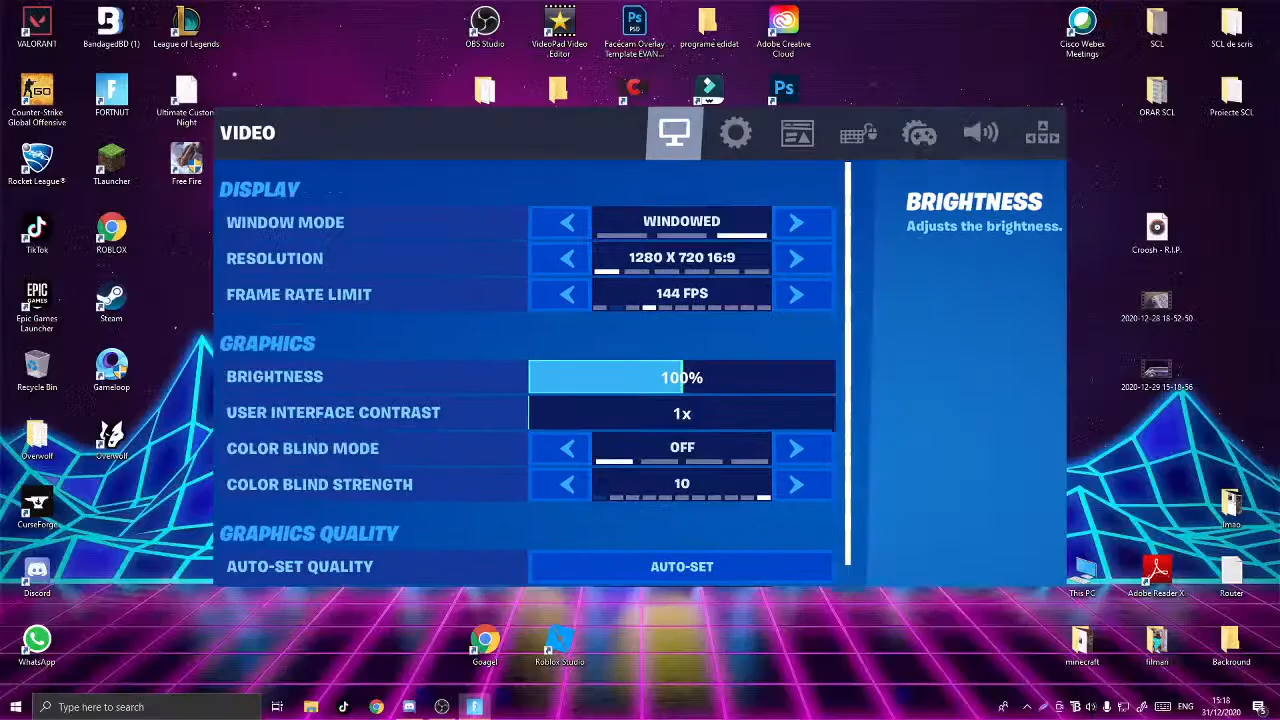 VALORANT
BandagedBD (1)
League of Legends
OBS Studio
VideoPad Video
Editor
Facecam Overlay
Template EVAN...
programe edidat
Adobe Creative
Cloud
Cisco Webex
Meetings
SCL
SCL de scris
Counter-Strike
Global Offensive
FORTNUT
Ultimate Custom
Night
ORAR SCL
Proiecte SCL
VIDEO
DISPLAY
WINDOW MODE
WINDOWED
RESOLUTION
1280 X 720 16:9
FRAME RATE LIMIT
144 FPS
GRAPHICS
BRIGHTNESS
100%
USER INTERFACE CONTRAST
1x
COLOR BLIND MODE
OFF
COLOR BLIND STRENGTH
10
GRAPHICS QUALITY
AUTO-SET QUALITY
AUTO-SET
BRIGHTNESS
Adjusts the brightness.
Rocket League®
TLauncher
Free Fire
TikTok
ROBLOX
Croosh - R.I.P.
Epic Games
Launcher
Steam
2020-12-28 18-52-50
Recycle Bin
Gameloop
2020-12-29 15-18-56
Overwolf
Overwolf
CurseForge
lmao
Discord
This PC
Adobe Reader X
Router
WhatsApp
Goagel
Roblox Studio
minecraft
filman
Backround
Type here to search
ENG
15:18
31/12/2020